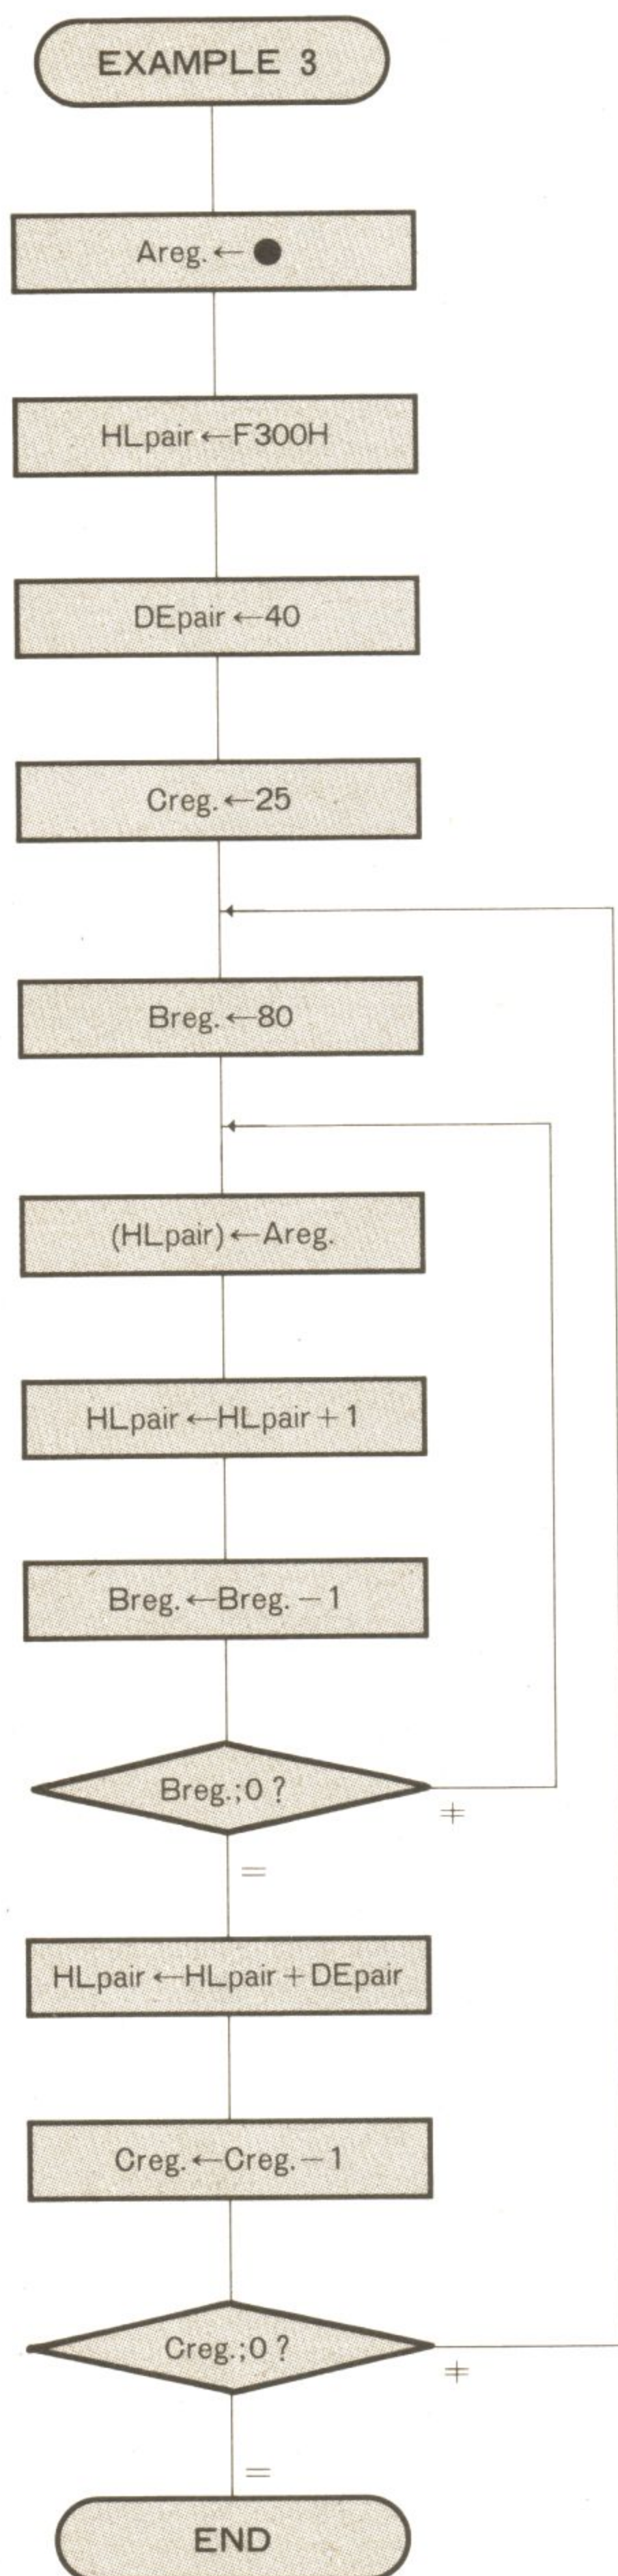 EXAMPLE 3
Areg.←●
HLpair←F300H
DEpair←40
Creg.←25
Breg.←80
(HLpair)←Areg.
HLpair←HLpair+1
Breg.←Breg.−1
Breg.;0?
≠
=
HLpair←HLpair+DEpair
Creg.←Creg.−1
Creg.;0?
≠
=
END